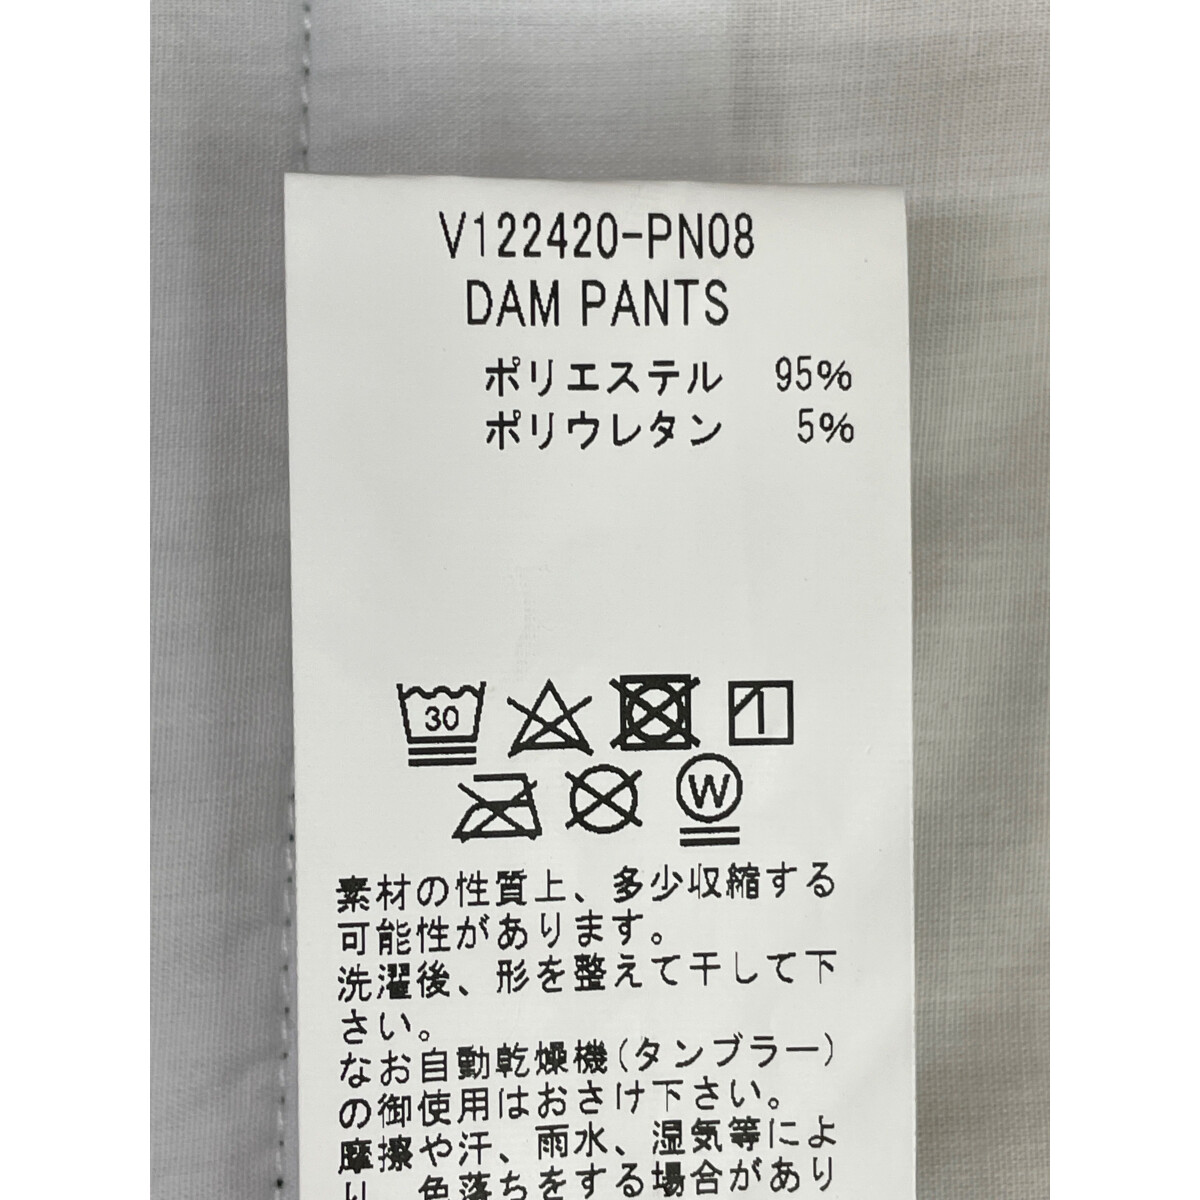 V122420-PN08
DAM PANTS
ポリエステル 95%
ポリウレタン 5%
30
1
W
素材の性質上、多少収縮する
可能性があります。
洗濯後、形を整えて干して下
さい。
なお自動乾燥機(タンブラー)
の御使用はおさけ下さい。
摩擦や汗、雨水、湿気等によ
り、色落ちをする場合があり